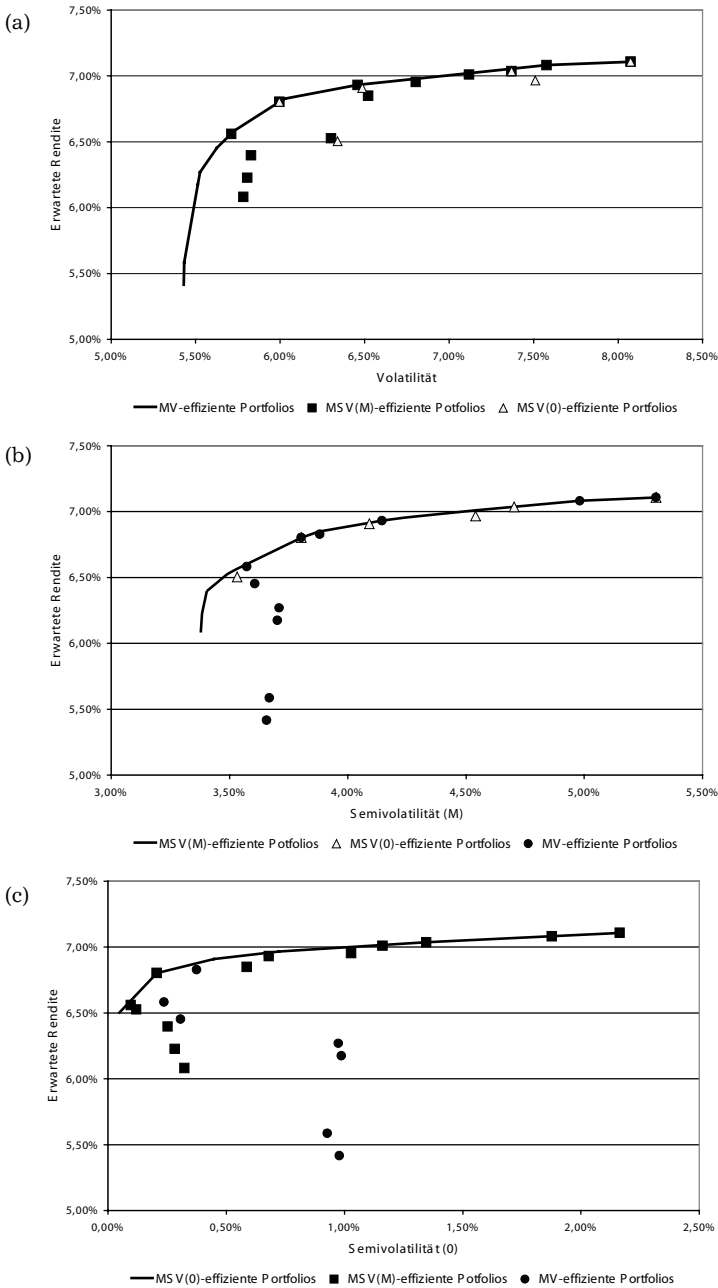 (a)
7,50%
7,00%
6,50%
6,00%
5,50%
5,00%
Erwartete Rendite
5,00% 5,50% 6,00% 6,50% 7,00% 7,50% 8,00% 8,50%
Volatilität
MV-effiziente Portfolios MSV(M)-effiziente Potfolios MSV(0)-effiziente Portfolios
(b)
7,50%
7,00%
6,50%
6,00%
5,50%
5,00%
Erwartete Rendite
3,00% 3,50% 4,00% 4,50% 5,00% 5,50%
Semivolatilität (M)
MSV(M)-effiziente Potfolios MSV(0)-effiziente Portfolios MV-effiziente Portfolios
(c)
7,50%
7,00%
6,50%
6,00%
5,50%
5,00%
Erwartete Rendite
0,00% 0,50% 1,00% 1,50% 2,00% 2,50%
Semivolatilität (0)
MSV(0)-effiziente Portfolios MSV(M)-effiziente Potfolios MV-effiziente Portfolios